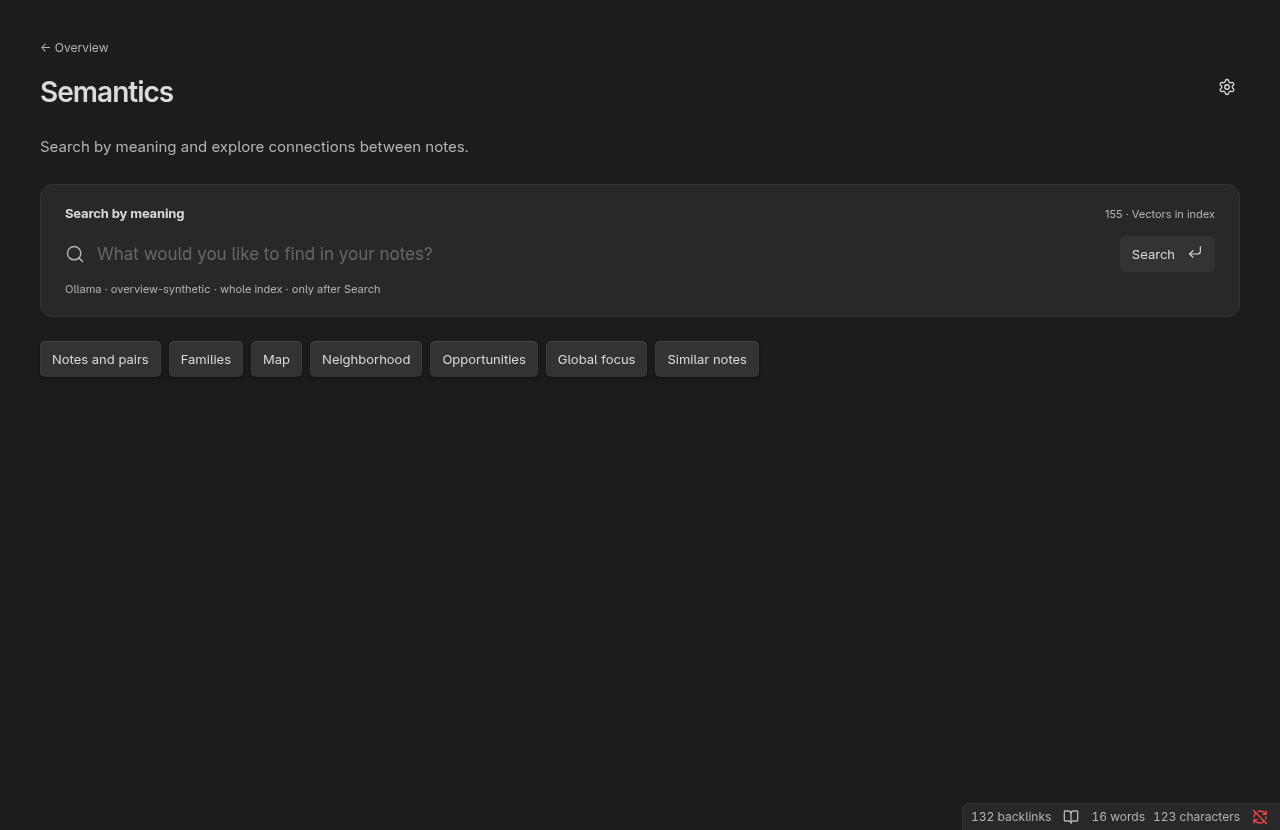 ← Overview
Semantics
Search by meaning and explore connections between notes.
Search by meaning
155 · Vectors in index
What would you like to find in your notes?
Search
Ollama · overview-synthetic · whole index · only after Search
Notes and pairs Families Map Neighborhood Opportunities Global focus Similar notes
132 backlinks 16 words 123 characters